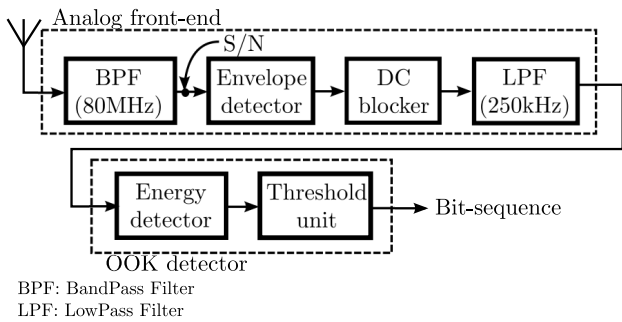 Analog front-end
S/N
BPF
(80MHz)
Envelope
detector
DC
blocker
LPF
(250kHz)
Energy
detector
Threshold
unit
Bit-sequence
OOK detector
BPF: BandPass Filter
LPF: LowPass Filter